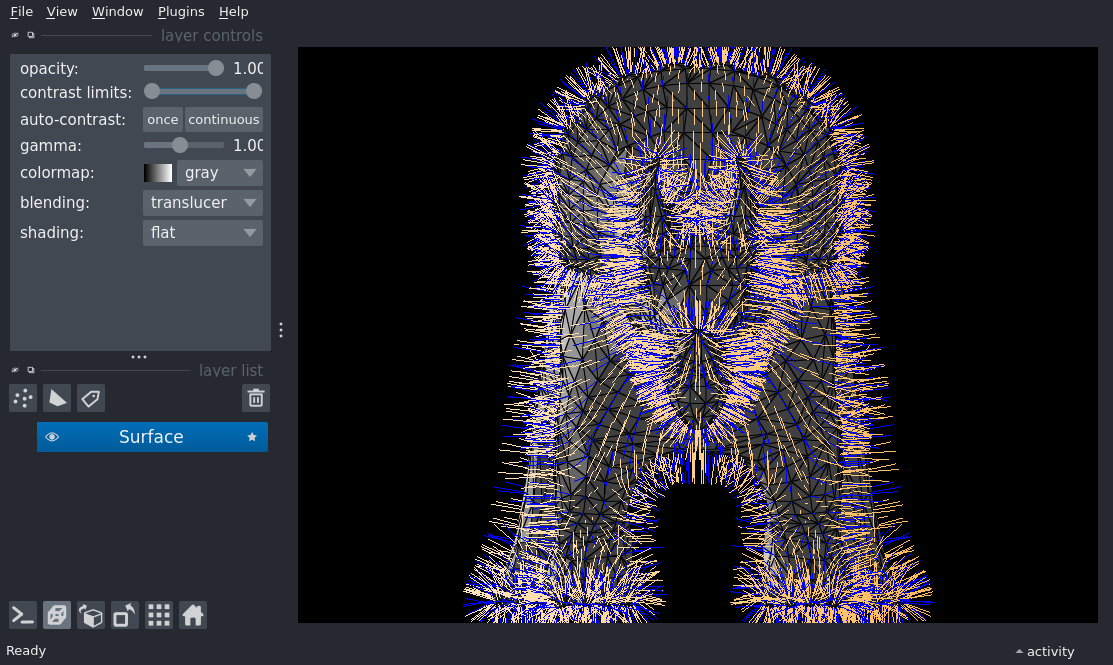 File View Window Plugins Help
layer controls
opacity: 1.00
contrast limits:
auto-contrast: once continuous
gamma: 1.00
colormap: gray
blending: translucer
shading: flat
layer list
Surface
Ready
activity